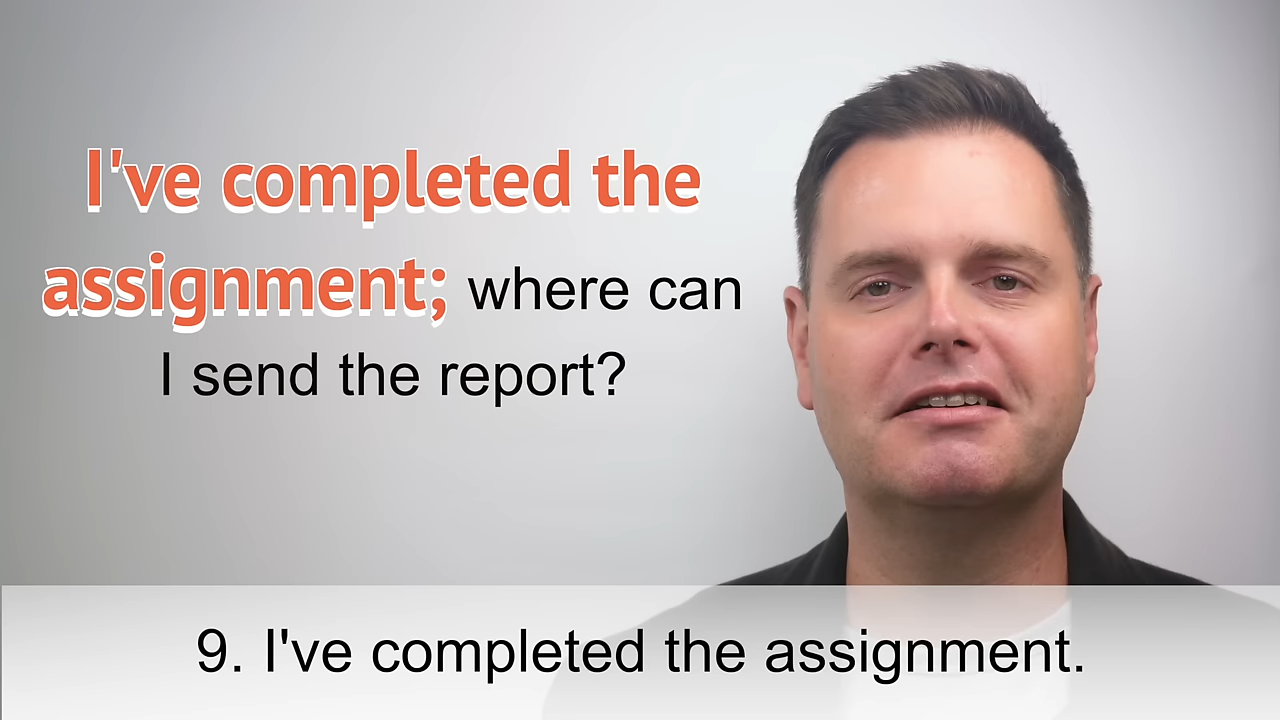 I've completed the
assignment; where can
I send the report?
9. I've completed the assignment.